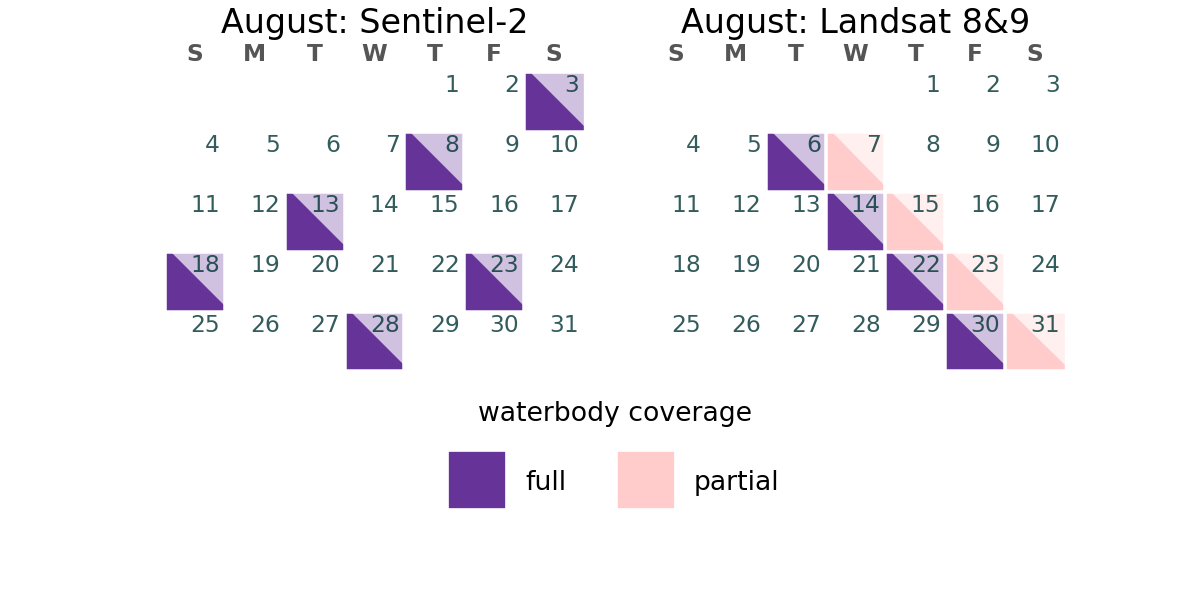 August: Sentinel-2
S M T W T F S
1 2 3
4 5 6 7 8 9 10
11 12 13 14 15 16 17
18 19 20 21 22 23 24
25 26 27 28 29 30 31
August: Landsat 8&9
S M T W T F S
1 2 3
4 5 6 7 8 9 10
11 12 13 14 15 16 17
18 19 20 21 22 23 24
25 26 27 28 29 30 31
waterbody coverage
full partial